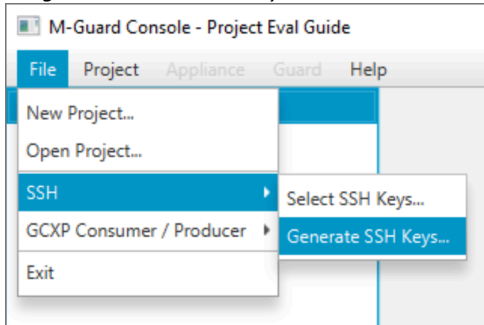 M-Guard Console - Project Eval Guide
File Project Appliance Guard Help
New Project...
Open Project...
SSH
Select SSH Keys...
GCXP Consumer / Producer
Generate SSH Keys...
Exit